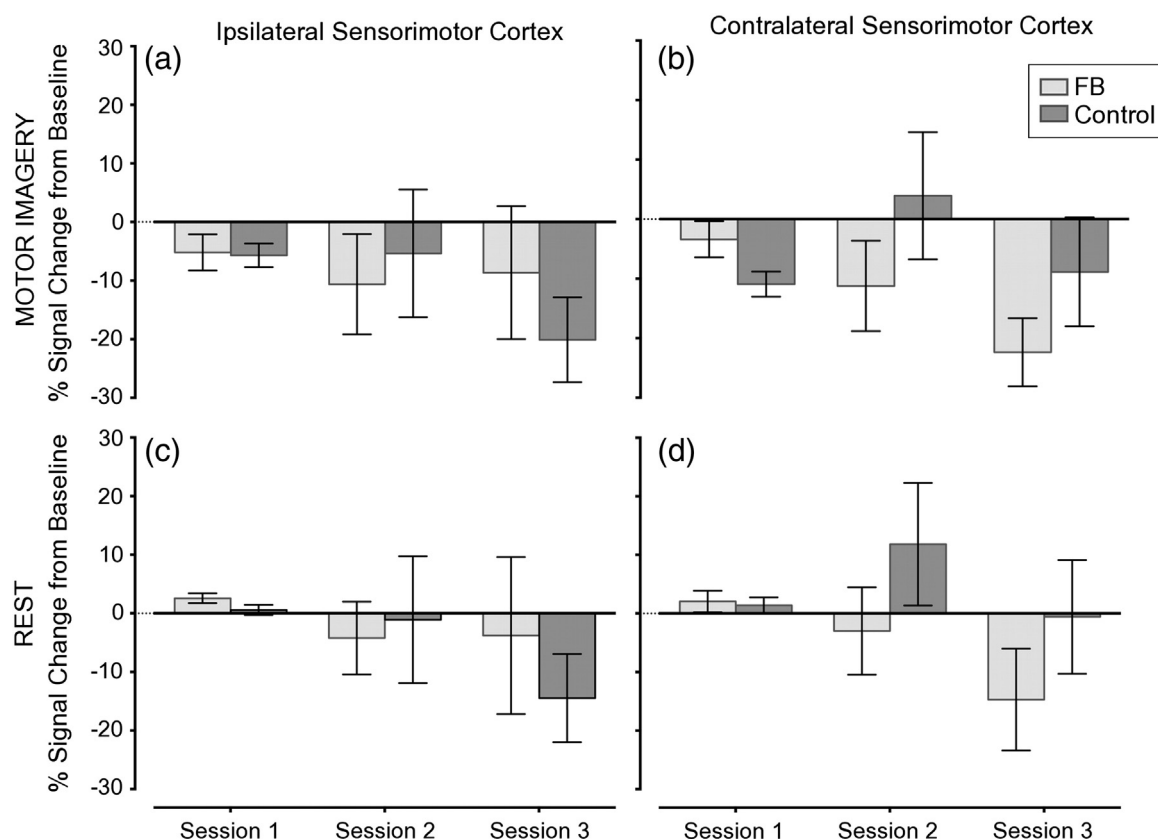 Ipsilateral Sensorimotor Cortex
Contralateral Sensorimotor Cortex
MOTOR IMAGERY
% Signal Change from Baseline
(a)
30
20
10
0
-10
-20
-30
(b)
FB
Control
REST
% Signal Change from Baseline
(c)
30
20
10
0
-10
-20
-30
(d)
Session 1 Session 2 Session 3
Session 1 Session 2 Session 3